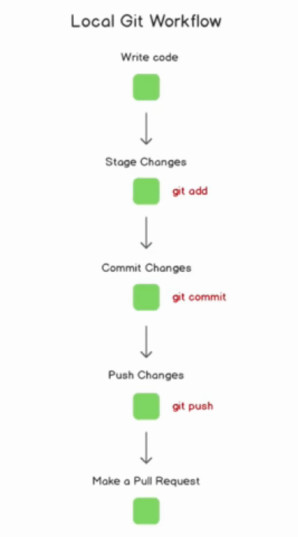 Local Git Workflow
Write code
Stage Changes
git add
Commit Changes
git commit
Push Changes
git push
Make a Pull Request